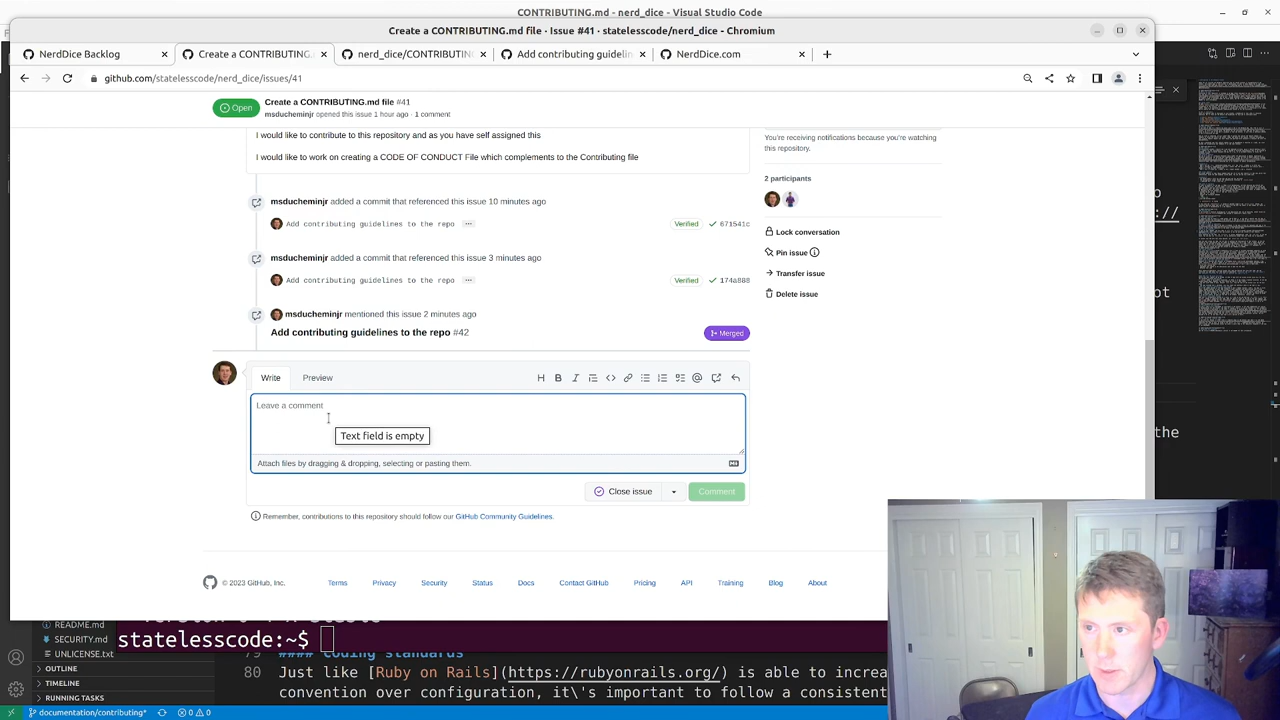 CONTRIBUTING.md - nerd_dice - Visual Studio Code
Create a CONTRIBUTING.md file · Issue #41 · statelesscode/nerd_dice - Chromium
NerdDice Backlog
Create a CONTRIBUTING.m
nerd_dice/CONTRIBUTING
Add contributing guidelin
NerdDice.com
github.com/statelesscode/nerd_dice/issues/41
Open
Create a CONTRIBUTING.md file #41
msducheminjr opened this issue 1 hour ago · 1 comment
I would like to contribute to this repository and as you have self assigned this
I would like to work on creating a CODE OF CONDUCT File which complements to the Contributing file
msducheminjr added a commit that referenced this issue 10 minutes ago
Add contributing guidelines to the repo ...
Verified
671541c
msducheminjr added a commit that referenced this issue 3 minutes ago
Add contributing guidelines to the repo ...
Verified
174a888
msducheminjr mentioned this issue 2 minutes ago
Add contributing guidelines to the repo #42
Merged
You're receiving notifications because you're watching
this repository.
2 participants
Lock conversation
Pin issue
Transfer issue
Delete issue
Write
Preview
Leave a comment
Text field is empty
Attach files by dragging & dropping, selecting or pasting them.
Close issue
Comment
Remember, contributions to this repository should follow our GitHub Community Guidelines.
© 2023 GitHub, Inc.
Terms
Privacy
Security
Status
Docs
Contact GitHub
Pricing
API
Training
Blog
About
://
the
README.md
SECURITY.md
UNLICENSE.txt
OUTLINE
TIMELINE
RUNNING TASKS
statelesscode:~$
#### Coding standards
80 Just like [Ruby on Rails](https://rubyonrails.org/) is able to increa
convention over configuration, it\'s important to follow a consistent
documentation/contributing*
0 0